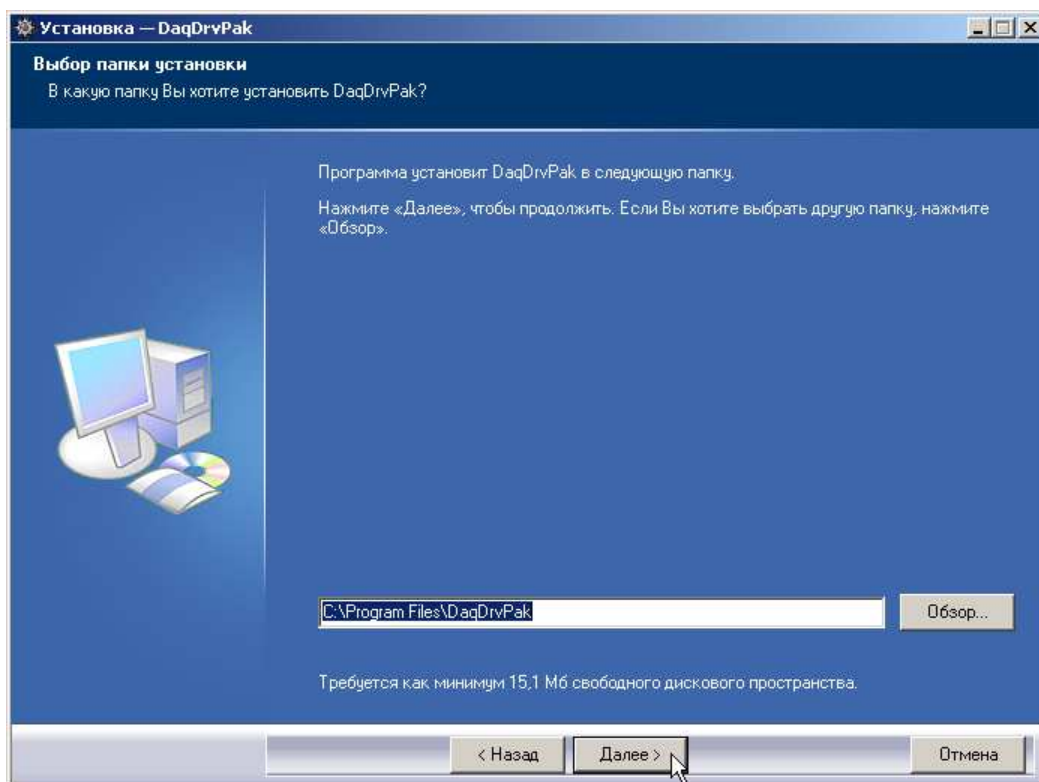 Установка — DaqDrvPak
Выбор папки установки
В какую папку Вы хотите установить DaqDrvPak?
Программа установит DaqDrvPak в следующую папку.
Нажмите «Далее», чтобы продолжить. Если Вы хотите выбрать другую папку, нажмите
«Обзор».
C:\Program Files\DaqDrvPak
Обзор...
Требуется как минимум 15,1 Мб свободного дискового пространства.
< Назад
Далее >
Отмена